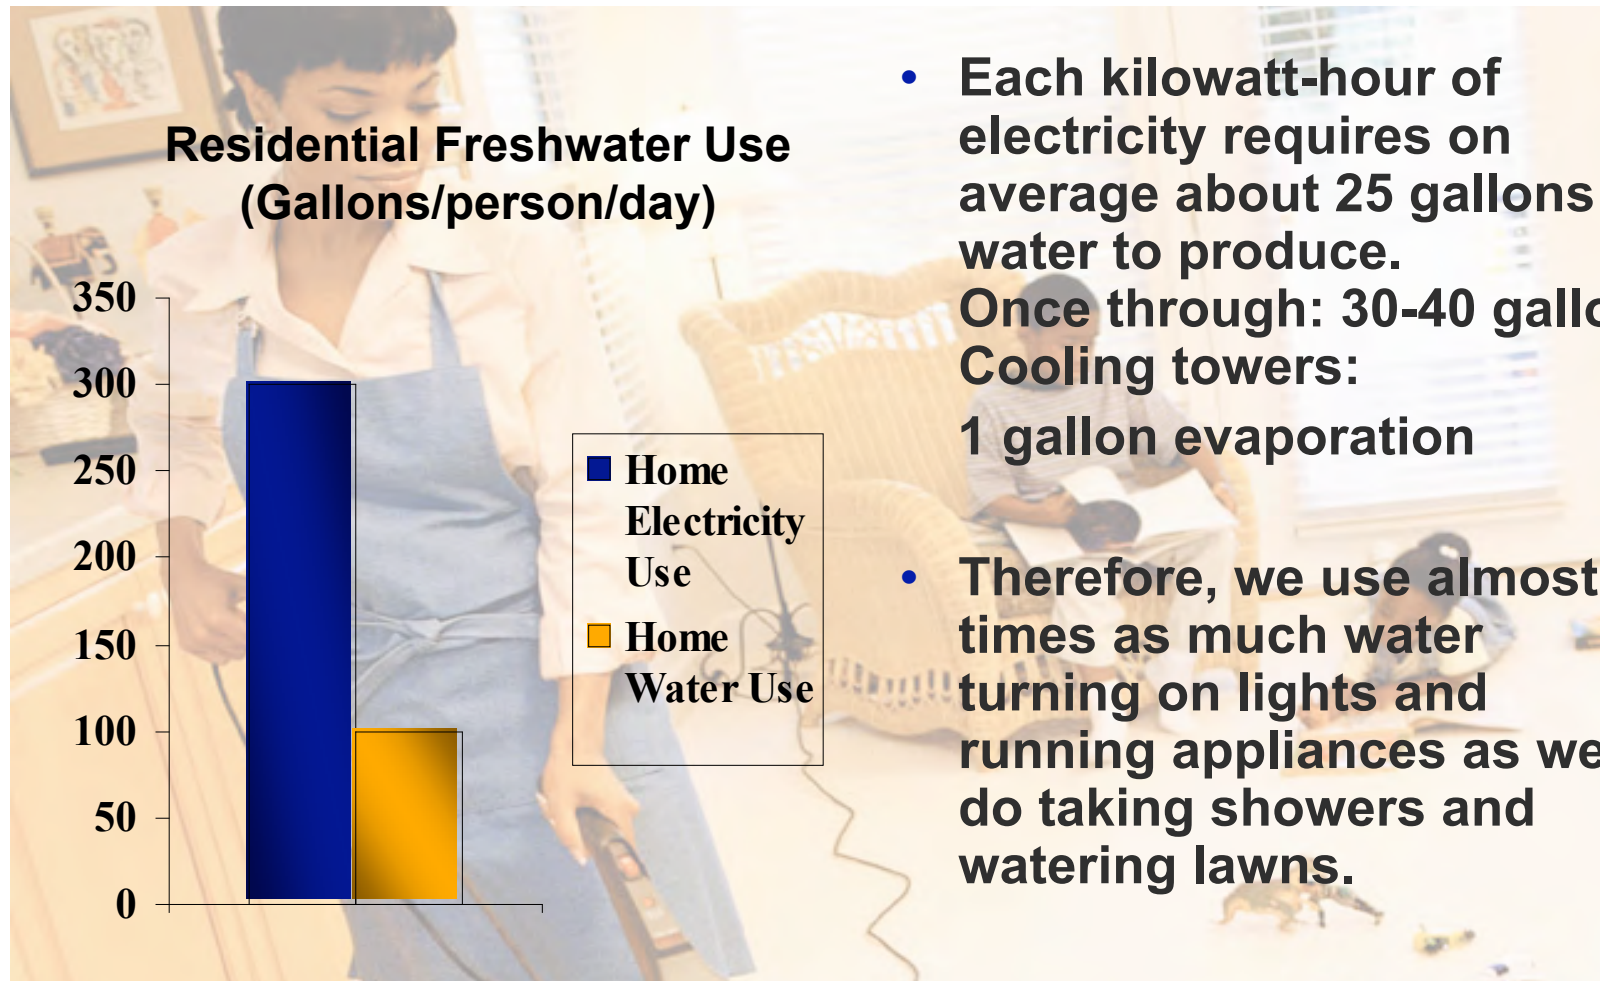 Residential Freshwater Use
(Gallons/person/day)
350
300
250
200
150
100
50
0
Home
Electricity
Use
Home
Water Use
• Each kilowatt-hour of
electricity requires on
average about 25 gallons
water to produce.
Once through: 30-40 gallo
Cooling towers:
1 gallon evaporation
• Therefore, we use almost
times as much water
turning on lights and
running appliances as we
do taking showers and
watering lawns.